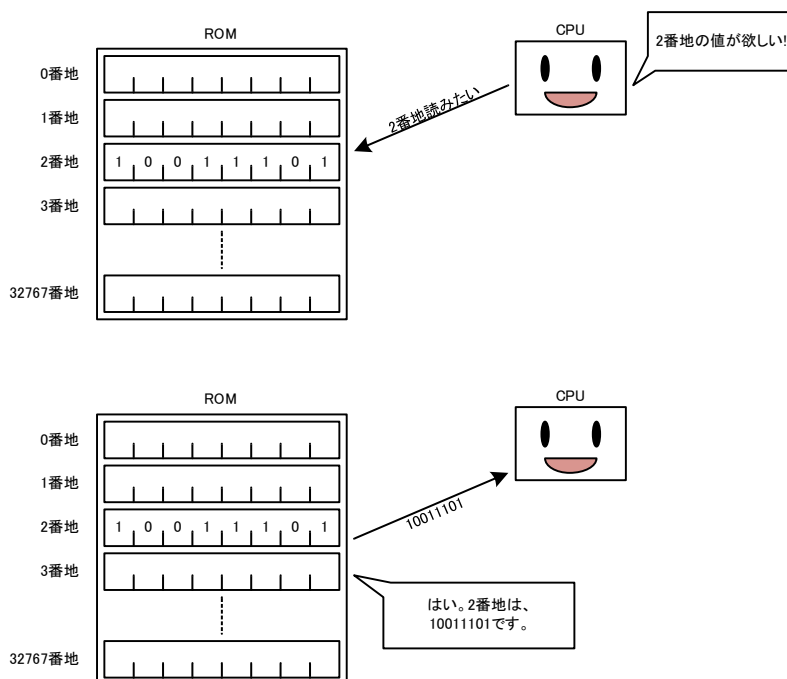 ROM
CPU
2番地の値が欲しい!
0番地
1番地
2番地読みたい
2番地
1 0 0 1 1 1 0 1
3番地
32767番地
ROM
CPU
0番地
1番地
2番地
1 0 0 1 1 1 0 1
10011101
3番地
はい。2番地は、
10011101です。
32767番地